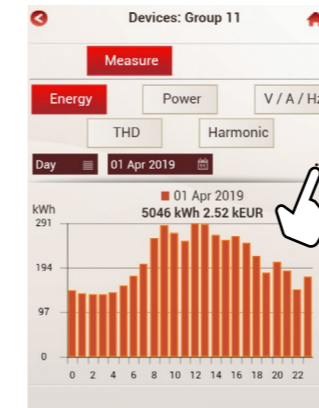 Devices: Group 11
Measure
Energy Power V / A / Hz
THD Harmonic
Day 01 Apr 2019
01 Apr 2019
kWh 5046 kWh 2.52 kEUR
291
194
97
0
0 2 4 6 8 10 12 14 16 18 20 22